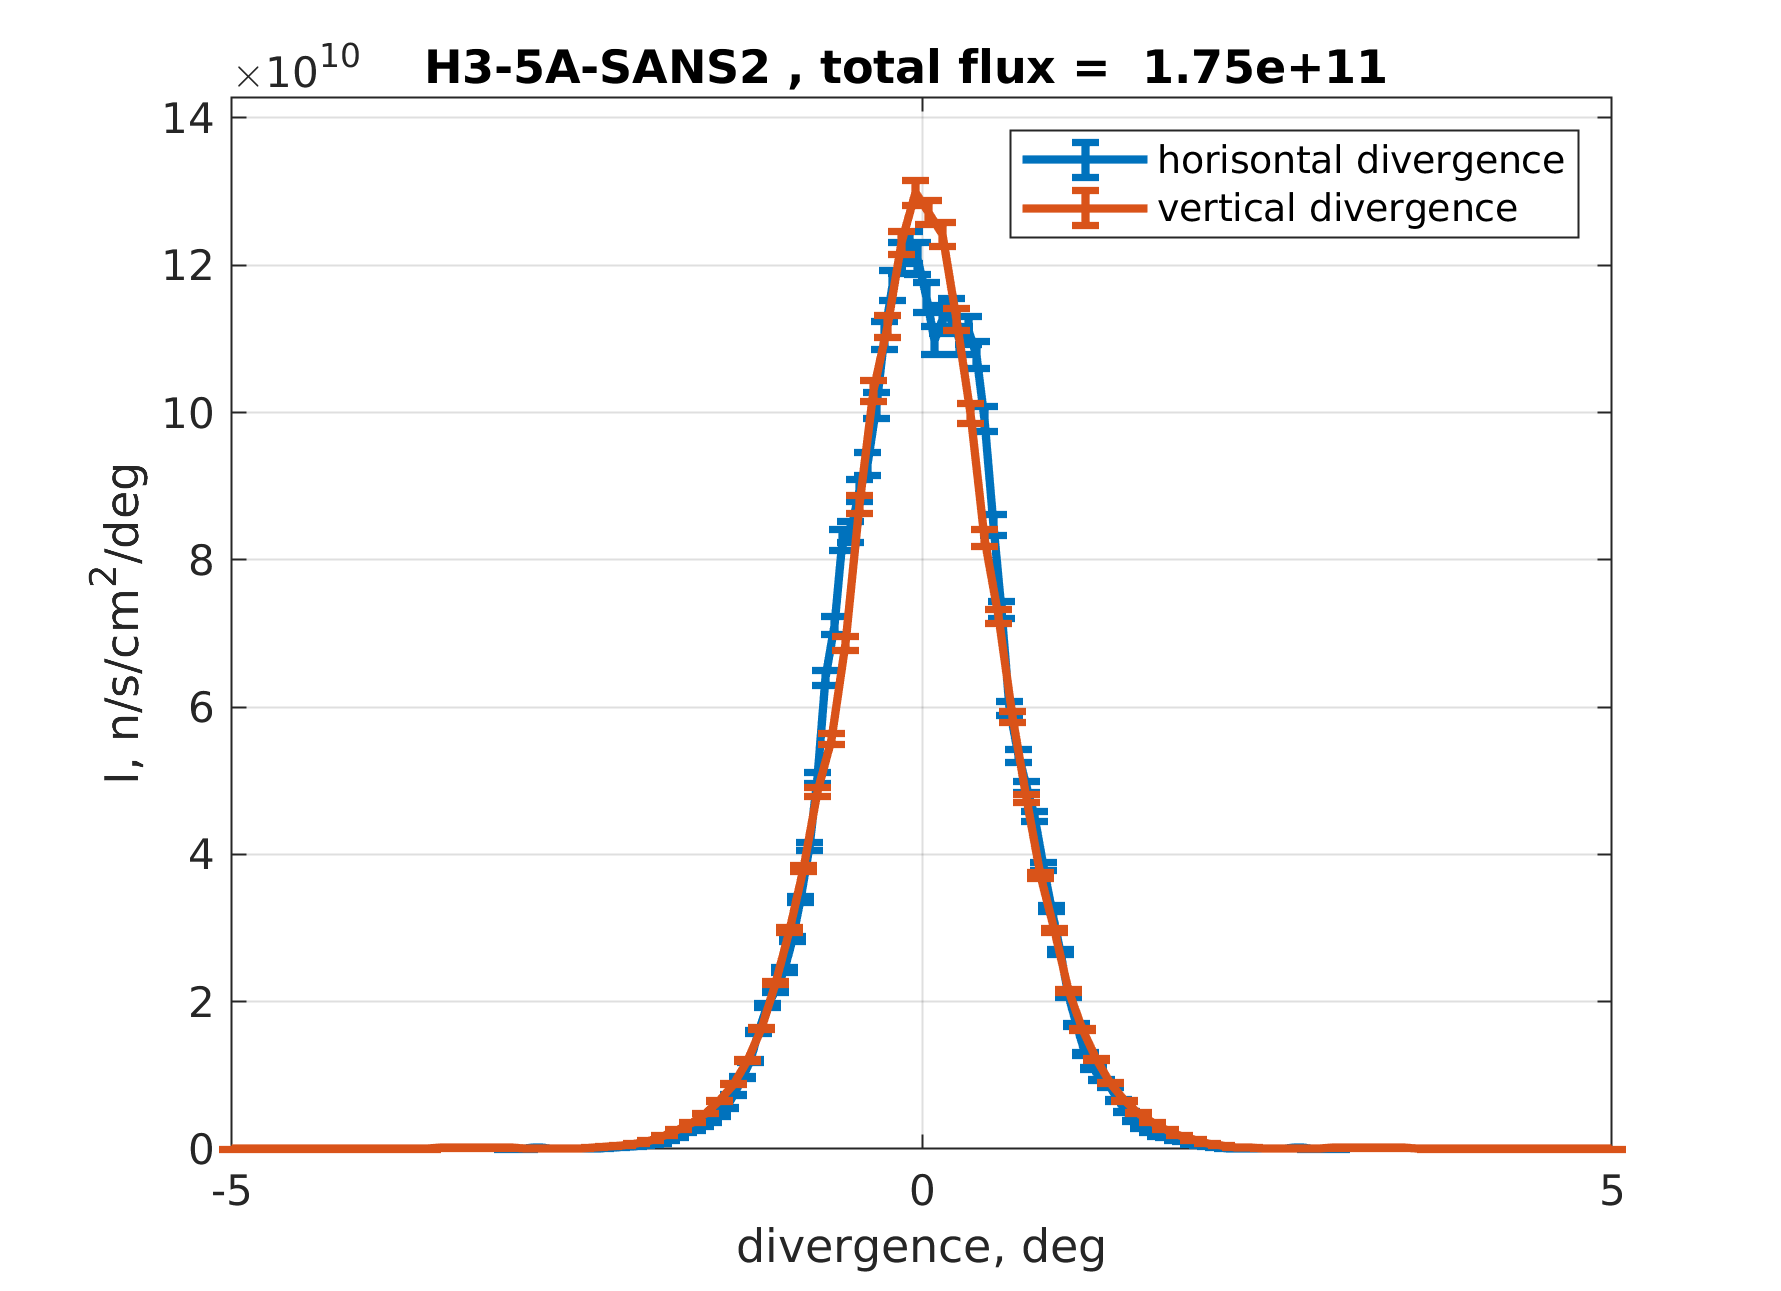 ×10^10
H3-5A-SANS2 , total flux = 1.75e+11
horisontal divergence
vertical divergence
I, n/s/cm^2/deg
14
12
10
8
6
4
2
0
-5 0 5
divergence, deg